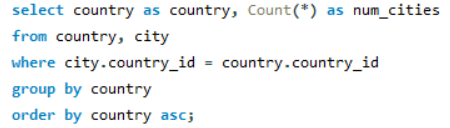 select country as country, Count(*) as num_cities
from country, city
where city.country_id = country.country_id
group by country
order by country asc;